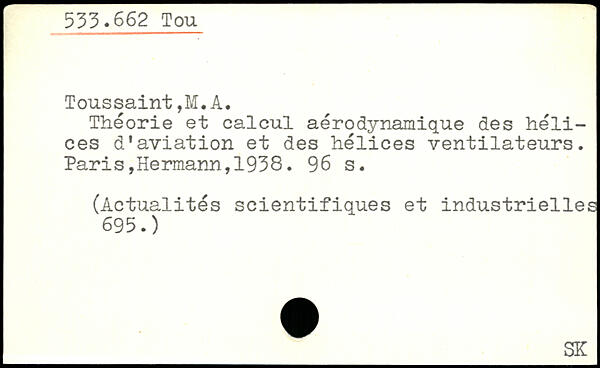 533.662 Tou
Toussaint,M.A.
Théorie et calcul aérodynamique des héli-
ces d'aviation et des hélices ventilateurs.
Paris,Hermann,1938. 96 s.
(Actualités scientifiques et industrielles
695.)
SK